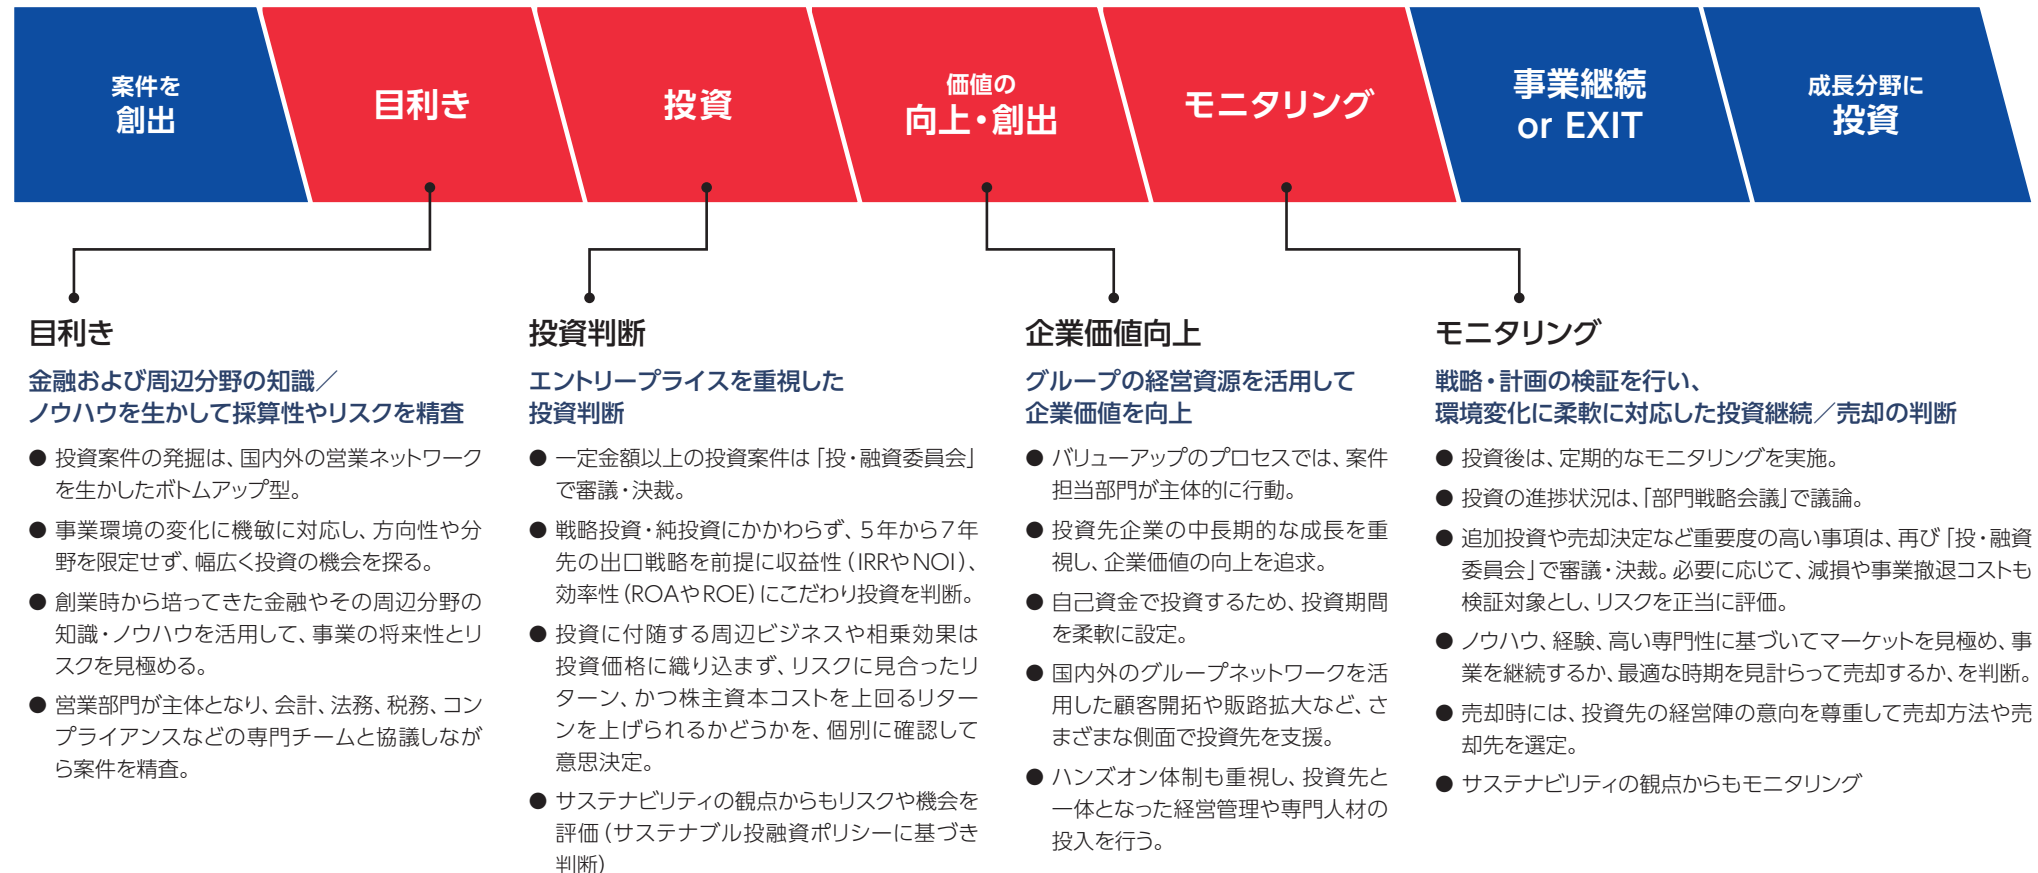 案件を
創出
目利き
投資
価値の
向上・創出
モニタリング
事業継続
or EXIT
成長分野に
投資
目利き
金融および周辺分野の知識／
ノウハウを生かして採算性やリスクを精査
● 投資案件の発掘は、国内外の営業ネットワーク
を生かしたボトムアップ型。
● 事業環境の変化に機敏に対応し、方向性や分
野を限定せず、幅広く投資の機会を探る。
● 創業時から培ってきた金融やその周辺分野の
知識・ノウハウを活用して、事業の将来性とリ
スクを見極める。
● 営業部門が主体となり、会計、法務、税務、コン
プライアンスなどの専門チームと協議しなが
ら案件を精査。
投資判断
エントリープライスを重視した
投資判断
● 一定金額以上の投資案件は「投・融資委員会」
で審議・決裁。
● 戦略投資・純投資にかかわらず、5年から7年
先の出口戦略を前提に収益性（IRRやNOI）、
効率性（ROAやROE）にこだわり投資を判断。
● 投資に付随する周辺ビジネスや相乗効果は
投資価格に織り込まず、リスクに見合ったリ
ターン、かつ株主資本コストを上回るリター
ンを上げられるかどうかを、個別に確認して
意思決定。
● サステナビリティの観点からもリスクや機会を
評価（サステナブル投融資ポリシーに基づき
判断）
企業価値向上
グループの経営資源を活用して
企業価値を向上
● バリューアップのプロセスでは、案件
担当部門が主体的に行動。
● 投資先企業の中長期的な成長を重
視し、企業価値の向上を追求。
● 自己資金で投資するため、投資期間
を柔軟に設定。
● 国内外のグループネットワークを活
用した顧客開拓や販路拡大など、さ
まざまな側面で投資先を支援。
● ハンズオン体制も重視し、投資先と
一体となった経営管理や専門人材の
投入を行う。
モニタリング
戦略・計画の検証を行い、
環境変化に柔軟に対応した投資継続／売却の判断
● 投資後は、定期的なモニタリングを実施。
● 投資の進捗状況は、「部門戦略会議」で議論。
● 追加投資や売却決定など重要度の高い事項は、再び「投・融資
委員会」で審議・決裁。必要に応じて、減損や事業撤退コストも
検証対象とし、リスクを正当に評価。
● ノウハウ、経験、高い専門性に基づいてマーケットを見極め、事
業を継続するか、最適な時期を見計らって売却するか、を判断。
● 売却時には、投資先の経営陣の意向を尊重して売却方法や売
却先を選定。
● サステナビリティの観点からもモニタリング